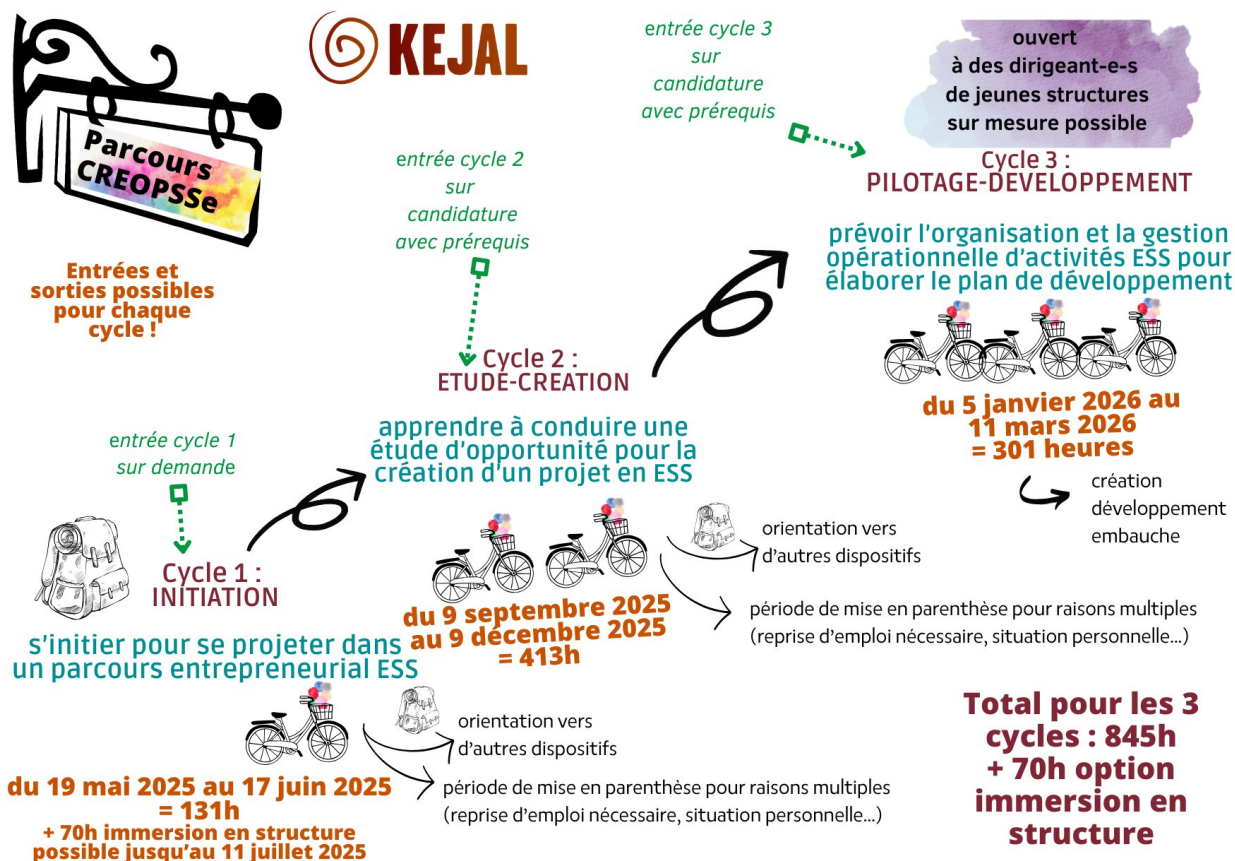 KEJAL
Parcours
CREOPSSe
Entrées et
sorties possibles
pour chaque
cycle !
entrée cycle 1
sur demande
Cycle 1 :
INITIATION
s'initier pour se projeter dans
un parcours entrepreneurial ESS
du 19 mai 2025 au 17 juin 2025
= 131h
+ 70h immersion en structure
possible jusqu'au 11 juillet 2025
orientation vers
d'autres dispositifs
période de mise en parenthèse pour raisons multiples
(reprise d'emploi nécessaire, situation personnelle...)
entrée cycle 2
sur
candidature
avec prérequis
Cycle 2 :
ETUDE-CREATION
apprendre à conduire une
étude d'opportunité pour la
création d'un projet en ESS
du 9 septembre 2025
au 9 décembre 2025
= 413h
orientation vers
d'autres dispositifs
période de mise en parenthèse pour raisons multiples
(reprise d'emploi nécessaire, situation personnelle...)
entrée cycle 3
sur
candidature
avec prérequis
ouvert
à des dirigeant-e-s
de jeunes structures
sur mesure possible
Cycle 3 :
PILOTAGE-DEVELOPPEMENT
prévoir l'organisation et la gestion
opérationnelle d'activités ESS pour
élaborer le plan de développement
du 5 janvier 2026 au
11 mars 2026
= 301 heures
création
développement
embauche
Total pour les 3
cycles : 845h
+ 70h option
immersion en
structure